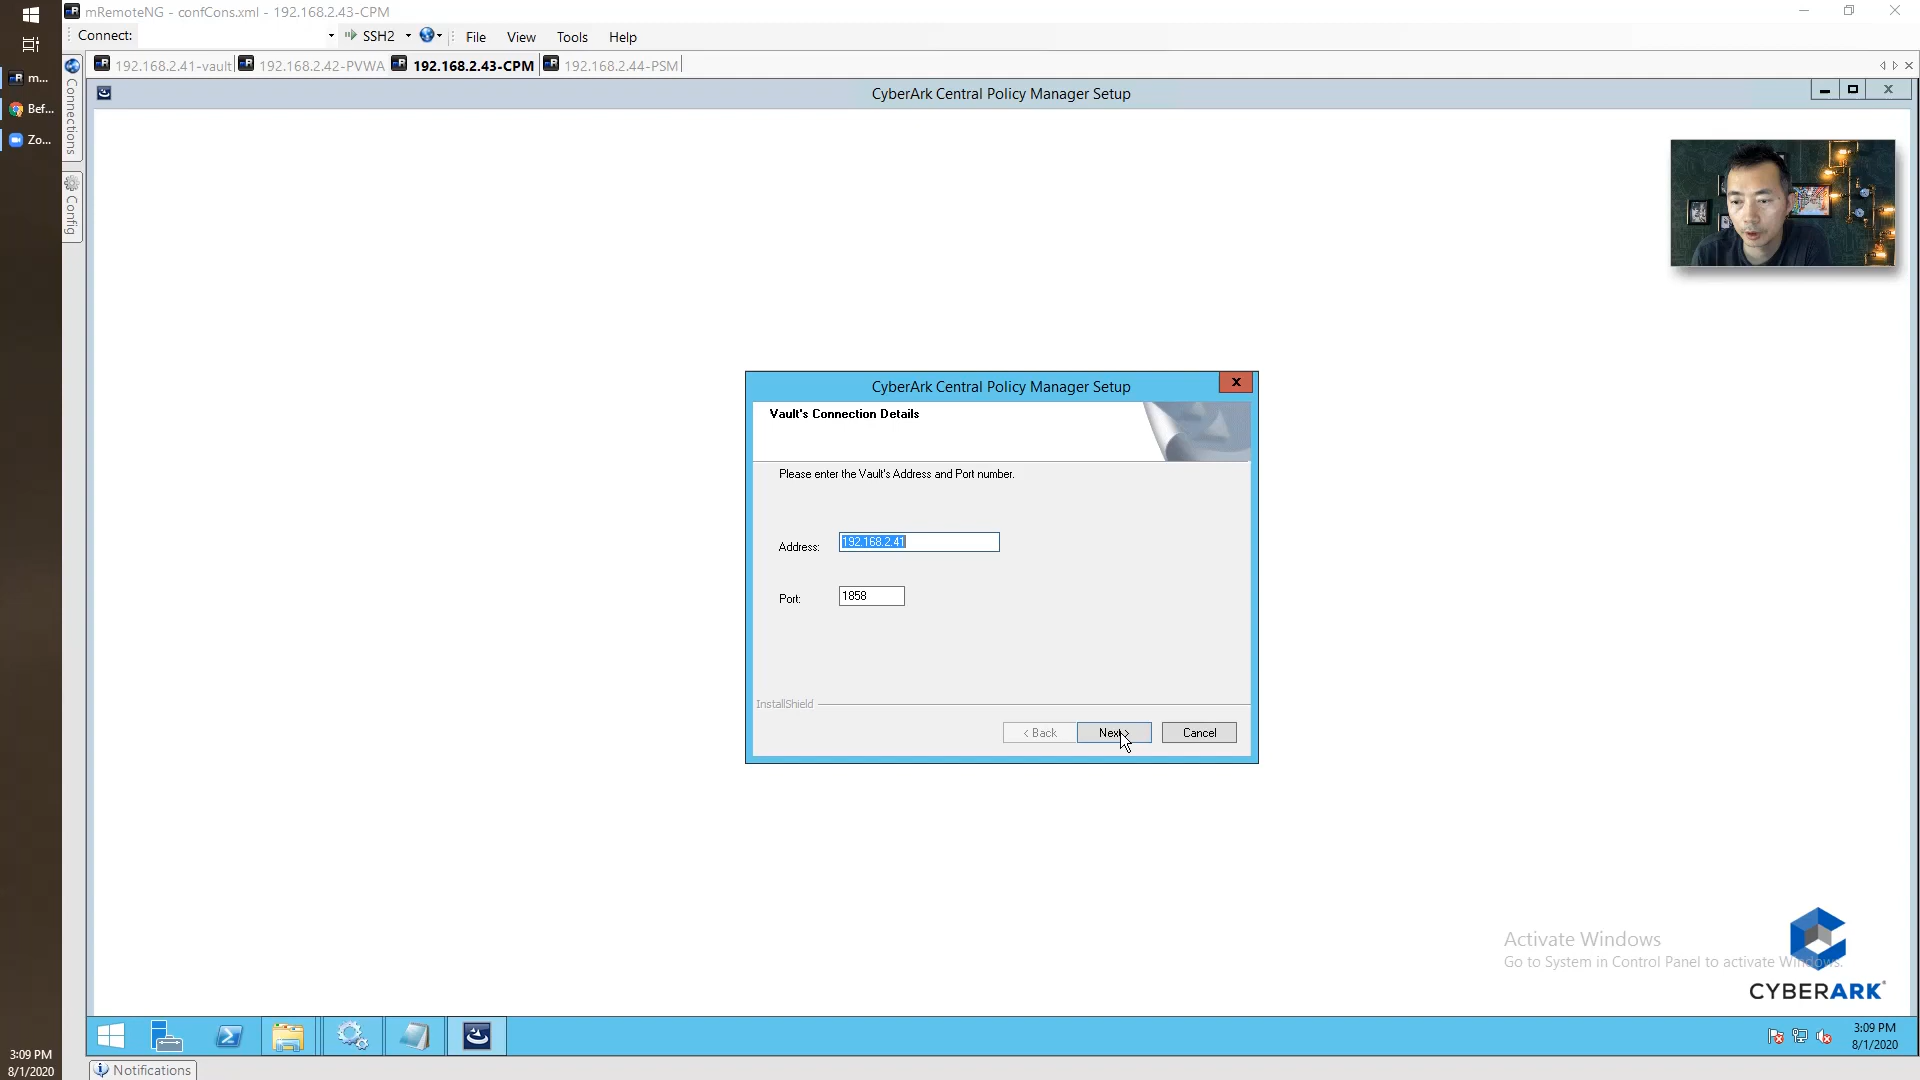 mRemoteNG - confCons.xml - 192.168.2.43-CPM
Connect:
SSH2
File
View
Tools
Help
192.168.2.41-vault
192.168.2.42-PVWA
192.168.2.43-CPM
192.168.2.44-PSM
m...
Bef...
Zo...
Connections
Config
CyberArk Central Policy Manager Setup
CyberArk Central Policy Manager Setup
Vault's Connection Details
Please enter the Vault's Address and Port number.
Address:
192.168.2.41
Port:
1858
InstallShield
< Back
Next >
Cancel
Activate Windows
Go to System in Control Panel to activate Windows.
CYBERARK
3:09 PM
8/1/2020
3:09 PM
8/1/2020
Notifications